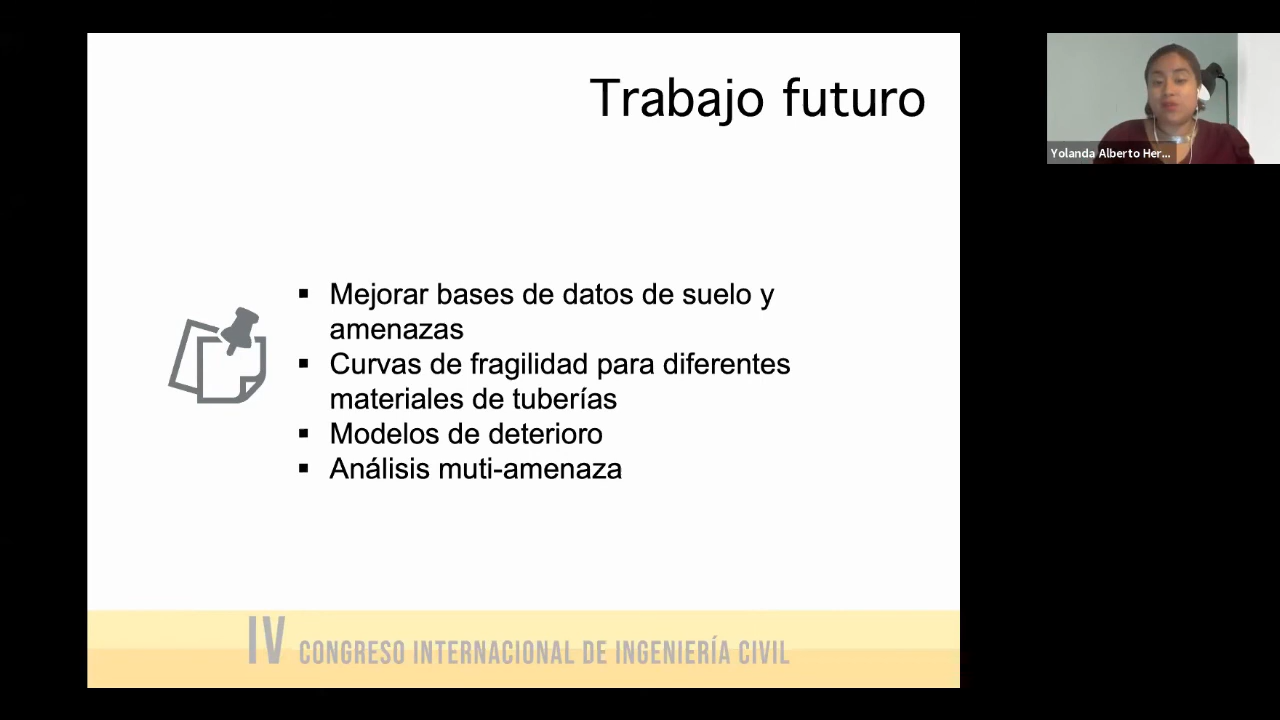 Trabajo futuro
Yolanda Alberto Her...
▪ Mejorar bases de datos de suelo y
amenazas
▪ Curvas de fragilidad para diferentes
materiales de tuberías
▪ Modelos de deterioro
▪ Análisis muti-amenaza
IV CONGRESO INTERNACIONAL DE INGENIERÍA CIVIL